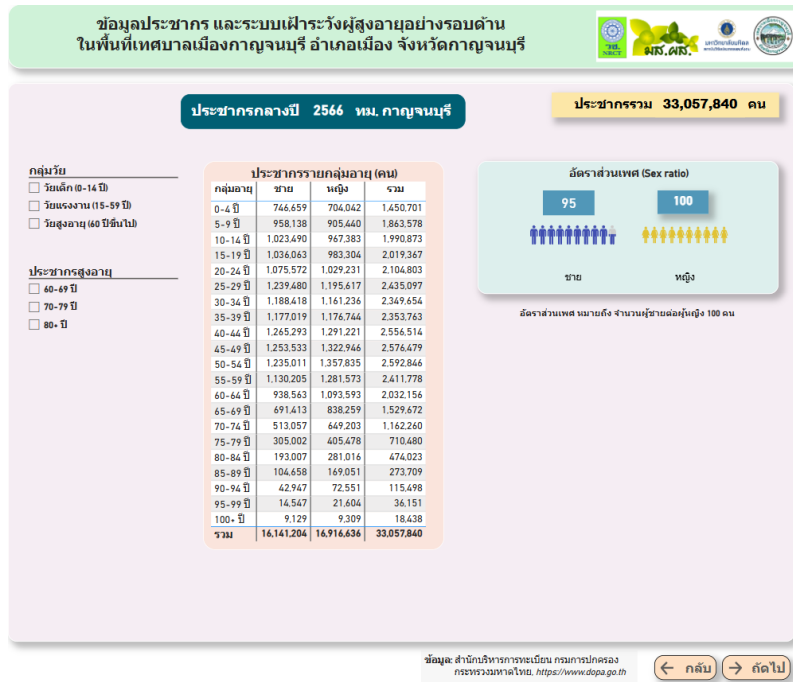 ข้อมูลประชากร และระบบเฝ้าระวังผู้สูงอายุอย่างรอบด้าน
ในพื้นที่เทศบาลเมืองกาญจนบุรี อำเภอเมือง จังหวัดกาญจนบุรี
วช.
NRCT
มส.ผส.
มหาวิทยาลัยมหิดล
ประชากรกลางปี 2566 ทม. กาญจนบุรี
ประชากรรวม 33,057,840 คน
กลุ่มวัย
วัยเด็ก (0-14 ปี)
วัยแรงงาน (15-59 ปี)
วัยสูงอายุ (60 ปีขึ้นไป)
ประชากรสูงอายุ
60-69 ปี
70-79 ปี
80+ ปี
ประชากรรายกลุ่มอายุ (คน)
กลุ่มอายุ ชาย หญิง รวม
0-4 ปี 746,659 704,042 1,450,701
5-9 ปี 958,138 905,440 1,863,578
10-14 ปี 1,023,490 967,383 1,990,873
15-19 ปี 1,036,063 983,304 2,019,367
20-24 ปี 1,075,572 1,029,231 2,104,803
25-29 ปี 1,239,480 1,195,617 2,435,097
30-34 ปี 1,188,418 1,161,236 2,349,654
35-39 ปี 1,177,019 1,176,744 2,353,763
40-44 ปี 1,265,293 1,291,221 2,556,514
45-49 ปี 1,253,533 1,322,946 2,576,479
50-54 ปี 1,235,011 1,357,835 2,592,846
55-59 ปี 1,130,205 1,281,573 2,411,778
60-64 ปี 938,563 1,093,593 2,032,156
65-69 ปี 691,413 838,259 1,529,672
70-74 ปี 513,057 649,203 1,162,260
75-79 ปี 305,002 405,478 710,480
80-84 ปี 193,007 281,016 474,023
85-89 ปี 104,658 169,051 273,709
90-94 ปี 42,947 72,551 115,498
95-99 ปี 14,547 21,604 36,151
100+ ปี 9,129 9,309 18,438
รวม 16,141,204 16,916,636 33,057,840
อัตราส่วนเพศ (Sex ratio)
95 100
ชาย หญิง
อัตราส่วนเพศ หมายถึง จำนวนผู้ชายต่อผู้หญิง 100 คน
ข้อมูล: สำนักบริหารการทะเบียน กรมการปกครอง
กระทรวงมหาดไทย, https://www.dopa.go.th
← กลับ
→ ถัดไป